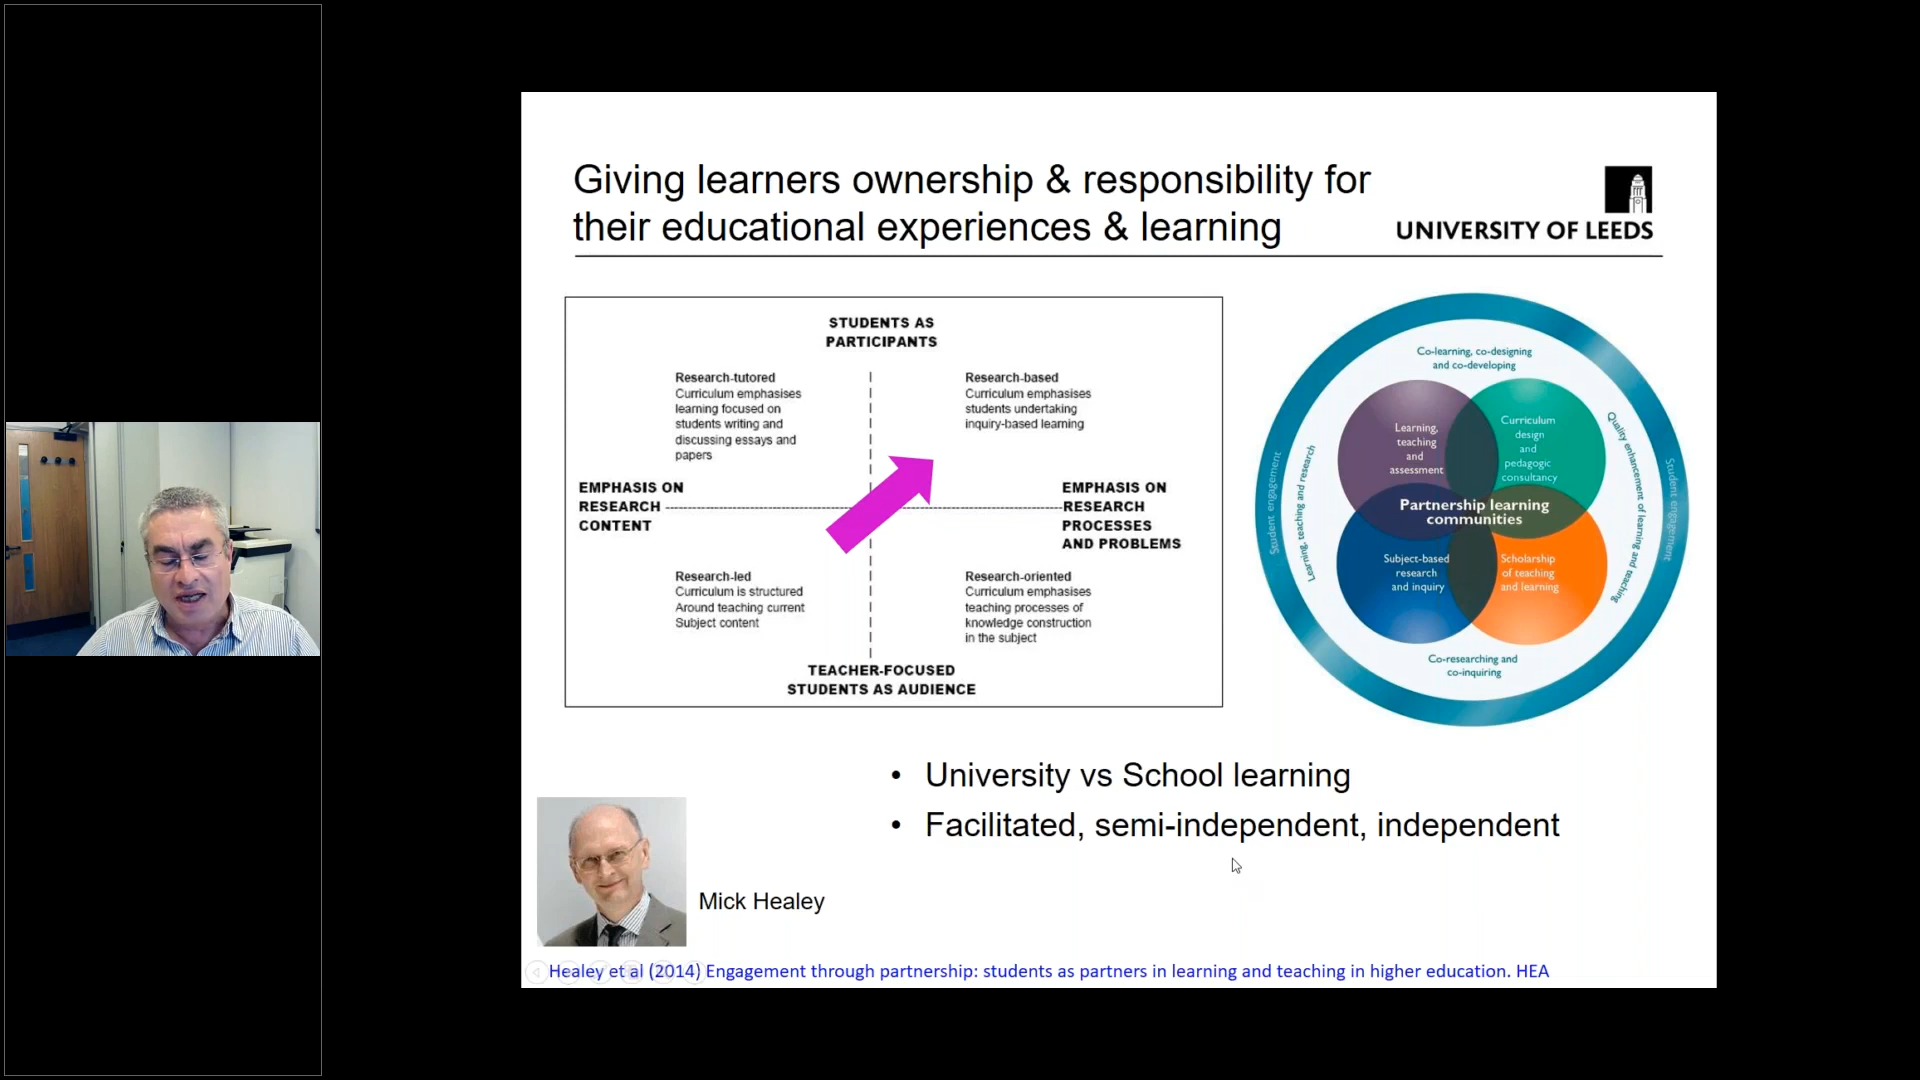 Giving learners ownership & responsibility for
their educational experiences & learning
UNIVERSITY OF LEEDS
STUDENTS AS
PARTICIPANTS
Research-tutored
Curriculum emphasises
learning focused on
students writing and
discussing essays and
papers
Research-based
Curriculum emphasises
students undertaking
inquiry-based learning
EMPHASIS ON
RESEARCH
CONTENT
EMPHASIS ON
RESEARCH
PROCESSES
AND PROBLEMS
Research-led
Curriculum is structured
Around teaching current
Subject content
Research-oriented
Curriculum emphasises
teaching processes of
knowledge construction
in the subject
TEACHER-FOCUSED
STUDENTS AS AUDIENCE
Co-learning, co-designing
and co-developing
Student engagement
Learning, teaching and research
Learning,
teaching
and
assessment
Curriculum
design
and
pedagogic
consultancy
Partnership learning
communities
Subject-based
research
and inquiry
Scholarship
of teaching
and learning
Quality enhancement of learning and teaching
Student engagement
Co-researching and
co-inquiring
• University vs School learning
• Facilitated, semi-independent, independent
Mick Healey
Healey et al (2014) Engagement through partnership: students as partners in learning and teaching in higher education. HEA